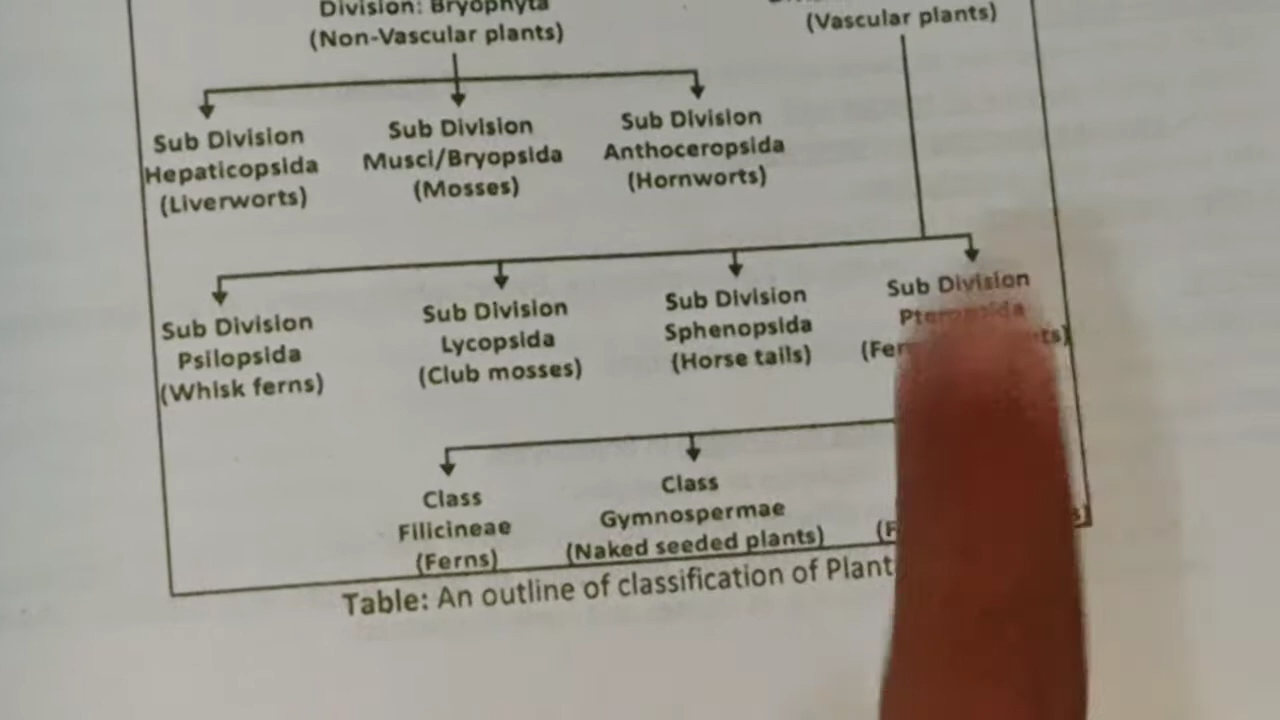 Division: Bryophyta
(Non-Vascular plants)
(Vascular plants)
Sub Division
Hepaticopsida
(Liverworts)
Sub Division
Musci/Bryopsida
(Mosses)
Sub Division
Anthoceropsida
(Hornworts)
Sub Division
Psilopsida
(Whisk ferns)
Sub Division
Lycopsida
(Club mosses)
Sub Division
Sphenopsida
(Horse tails)
Sub Division
Class
Filicineae
(Ferns)
Class
Gymnospermae
(Naked seeded plants)
Table: An outline of classification of Plant